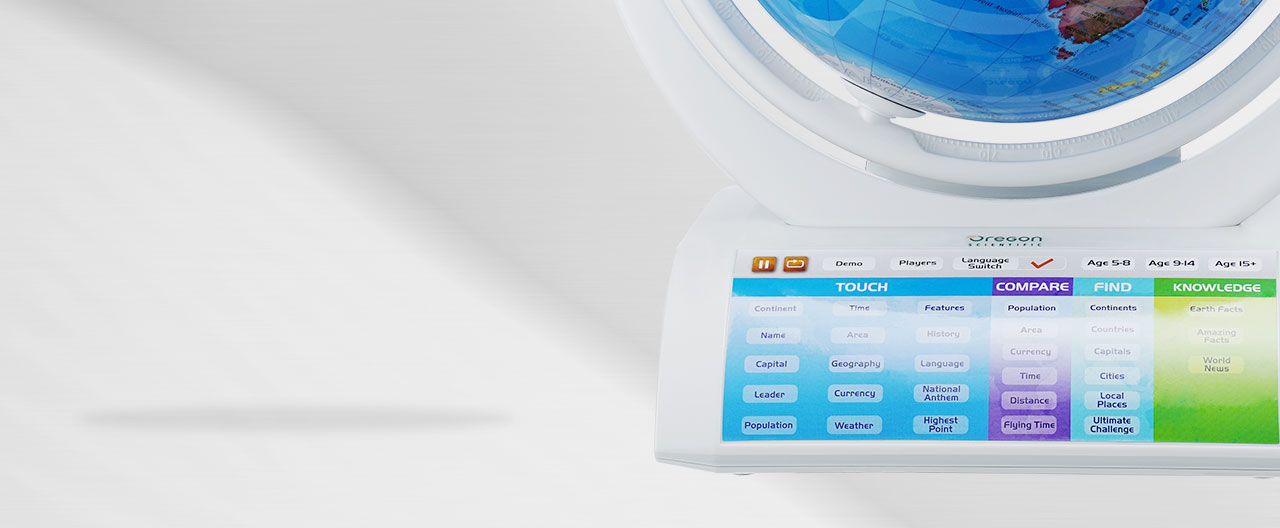 Oregon
SCIENTIFIC
Demo
Players
Language
Switch
Age 5-8
Age 9-14
Age 15+
TOUCH
COMPARE
FIND
KNOWLEDGE
Continent
Time
Features
Population
Continents
Earth Facts
Name
Area
History
Area
Countries
Amazing
Facts
Capital
Geography
Language
Currency
Capitals
World
News
Leader
Currency
National
Anthem
Time
Cities
Population
Weather
Highest
Point
Distance
Local
Places
Flying Time
Ultimate
Challenge